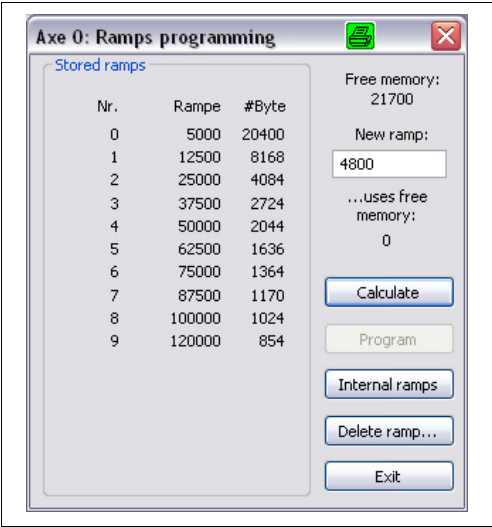 Axe 0: Ramps programming
Stored ramps
Nr. Rampe #Byte
0 5000 20400
1 12500 8168
2 25000 4084
3 37500 2724
4 50000 2044
5 62500 1636
6 75000 1364
7 87500 1170
8 100000 1024
9 120000 854
Free memory:
21700
New ramp:
4800
...uses free
memory:
0
Calculate
Program
Internal ramps
Delete ramp...
Exit